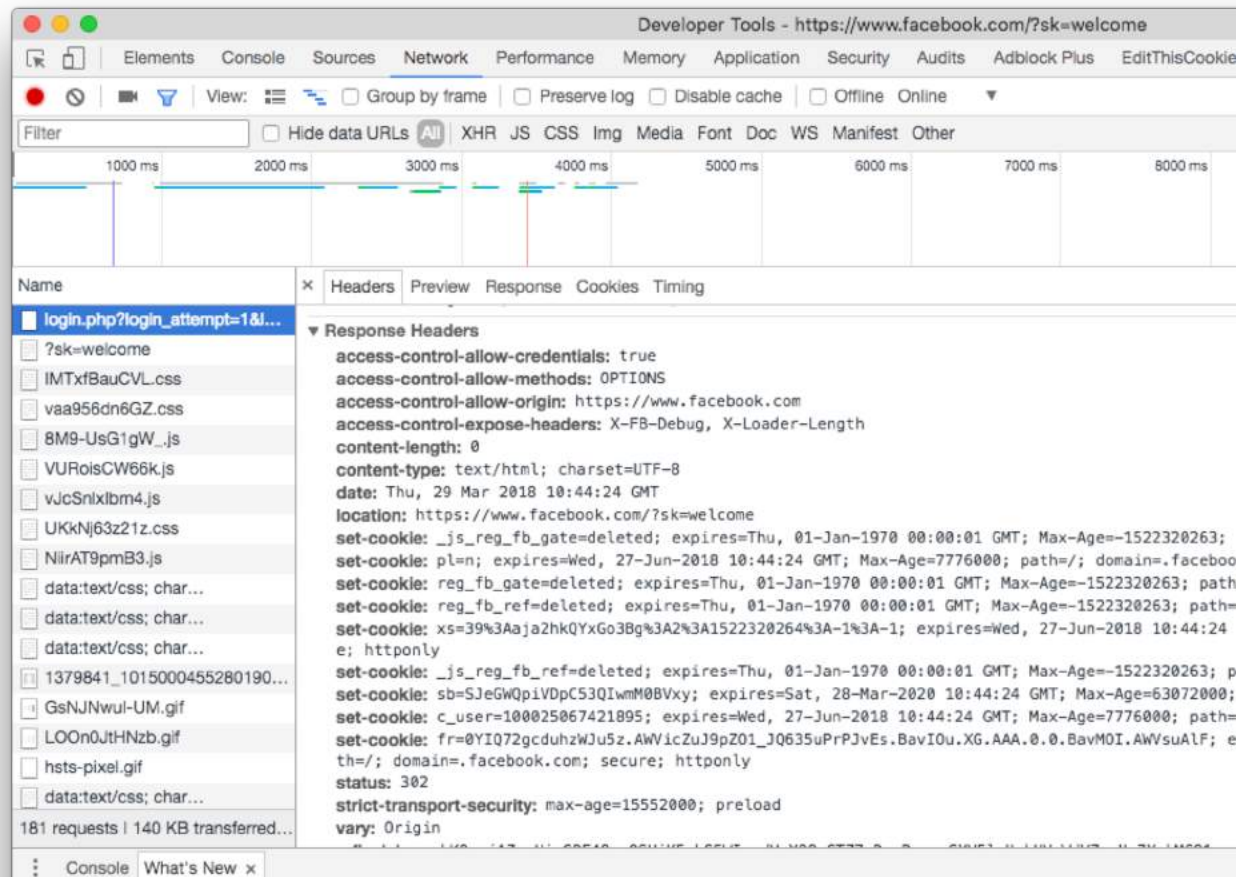 Developer Tools - https://www.facebook.com/?sk=welcome
Elements Console Sources Network Performance Memory Application Security Audits Adblock Plus EditThisCookie
View: Group by frame Preserve log Disable cache Offline Online
Filter Hide data URLs All XHR JS CSS Img Media Font Doc WS Manifest Other
1000 ms 2000 ms 3000 ms 4000 ms 5000 ms 6000 ms 7000 ms 8000 ms
Name
login.php?login_attempt=1&l...
?sk=welcome
IMTxfBauCVL.css
vaa956dn6GZ.css
8M9-UsG1gW_.js
VURoisCW66k.js
vJcSnlxIbm4.js
UKkNj63z21z.css
NiirAT9pmB3.js
data:text/css; char...
data:text/css; char...
data:text/css; char...
1379841_1015000455280190...
GsNJNwuI-UM.gif
LOOn0JtHNzb.gif
hsts-pixel.gif
data:text/css; char...
181 requests | 140 KB transferred...
× Headers Preview Response Cookies Timing
Response Headers
access-control-allow-credentials: true
access-control-allow-methods: OPTIONS
access-control-allow-origin: https://www.facebook.com
access-control-expose-headers: X-FB-Debug, X-Loader-Length
content-length: 0
content-type: text/html; charset=UTF-8
date: Thu, 29 Mar 2018 10:44:24 GMT
location: https://www.facebook.com/?sk=welcome
set-cookie: _js_reg_fb_gate=deleted; expires=Thu, 01-Jan-1970 00:00:01 GMT; Max-Age=-1522320263;
set-cookie: pl=n; expires=Wed, 27-Jun-2018 10:44:24 GMT; Max-Age=7776000; path=/; domain=.faceboo
set-cookie: reg_fb_gate=deleted; expires=Thu, 01-Jan-1970 00:00:01 GMT; Max-Age=-1522320263; path
set-cookie: reg_fb_ref=deleted; expires=Thu, 01-Jan-1970 00:00:01 GMT; Max-Age=-1522320263; path=
set-cookie: xs=39%3Aaja2hkQYxGo3Bg%3A2%3A1522320264%3A-1%3A-1; expires=Wed, 27-Jun-2018 10:44:24
e; httponly
set-cookie: _js_reg_fb_ref=deleted; expires=Thu, 01-Jan-1970 00:00:01 GMT; Max-Age=-1522320263; p
set-cookie: sb=SJeGWQpiVDpC53QIwmM0BVxy; expires=Sat, 28-Mar-2020 10:44:24 GMT; Max-Age=63072000;
set-cookie: c_user=100025067421895; expires=Wed, 27-Jun-2018 10:44:24 GMT; Max-Age=7776000; path=
set-cookie: fr=0YIQ72gcduhzWJu5z.AWVicZuJ9pZO1_JQ635uPrPJvEs.BavIOu.XG.AAA.0.0.BavMOI.AWVsuAlF; e
th=/; domain=.facebook.com; secure; httponly
status: 302
strict-transport-security: max-age=15552000; preload
vary: Origin
Console What's New ×